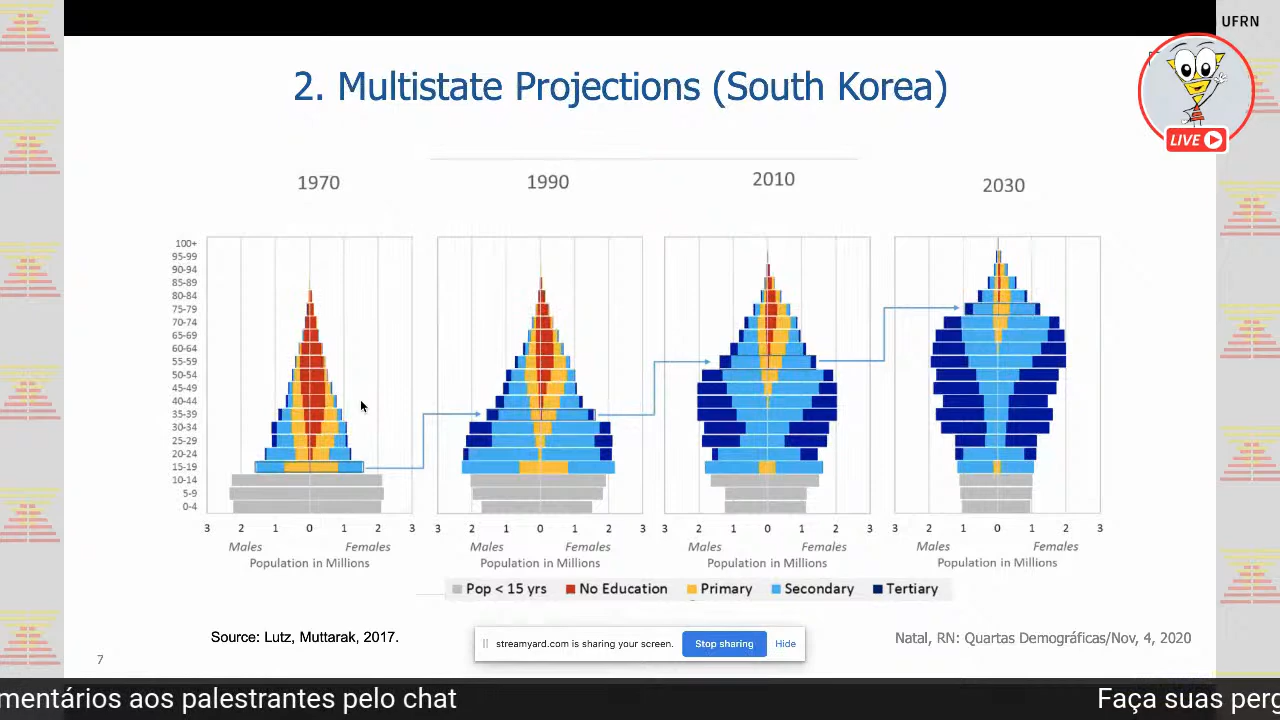 UFRN
2. Multistate Projections (South Korea)
LIVE
1970
1990
2010
2030
100+
95-99
90-94
85-89
80-84
75-79
70-74
65-69
60-64
55-59
50-54
45-49
40-44
35-39
30-34
25-29
20-24
15-19
10-14
5-9
0-4
3 2 1 0 1 2 3
3 2 1 0 1 2 3
3 2 1 0 1 2 3
3 2 1 0 1 2 3
Males Females
Males Females
Males Females
Males Females
Population in Millions
Population in Millions
Population in Millions
Population in Millions
Pop < 15 yrs No Education Primary Secondary Tertiary
Source: Lutz, Muttarak, 2017.
streamyard.com is sharing your screen. Stop sharing Hide
Natal, RN: Quartas Demográficas/Nov, 4, 2020
7
mentários aos palestrantes pelo chat
Faça suas perg